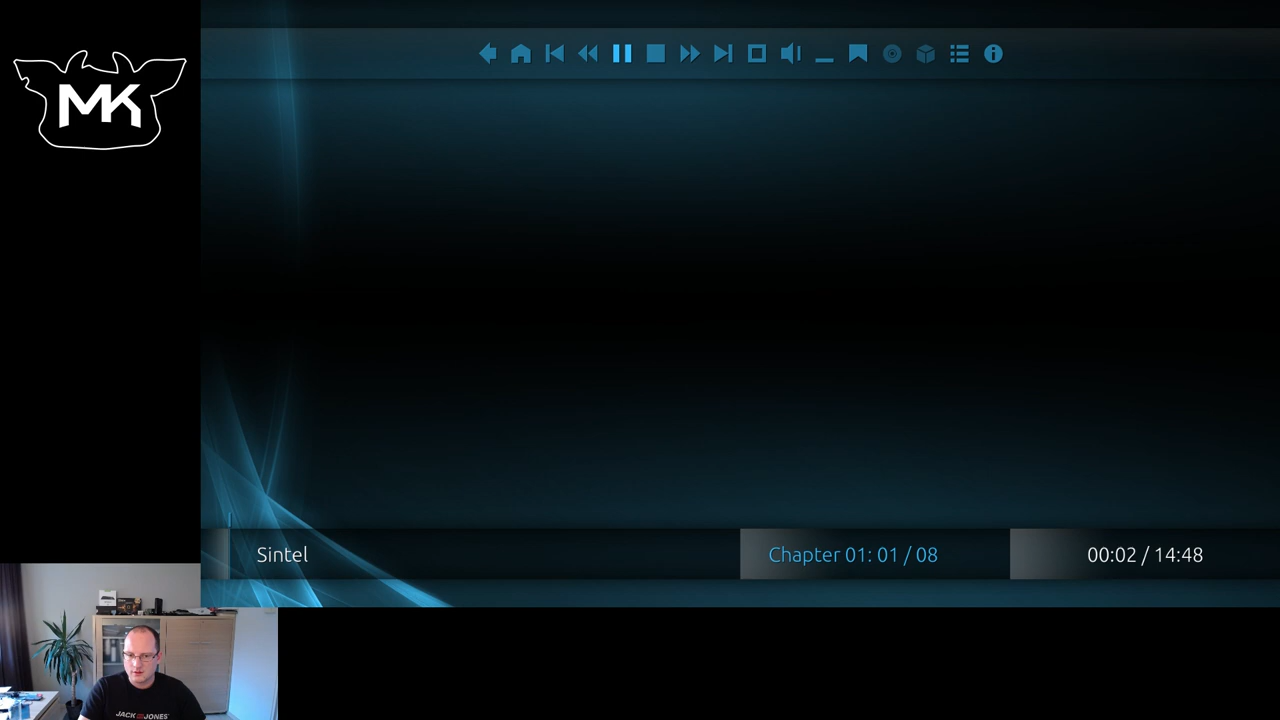 MK
Sintel
Chapter 01: 01 / 08
00:02 / 14:48
JACK JONES